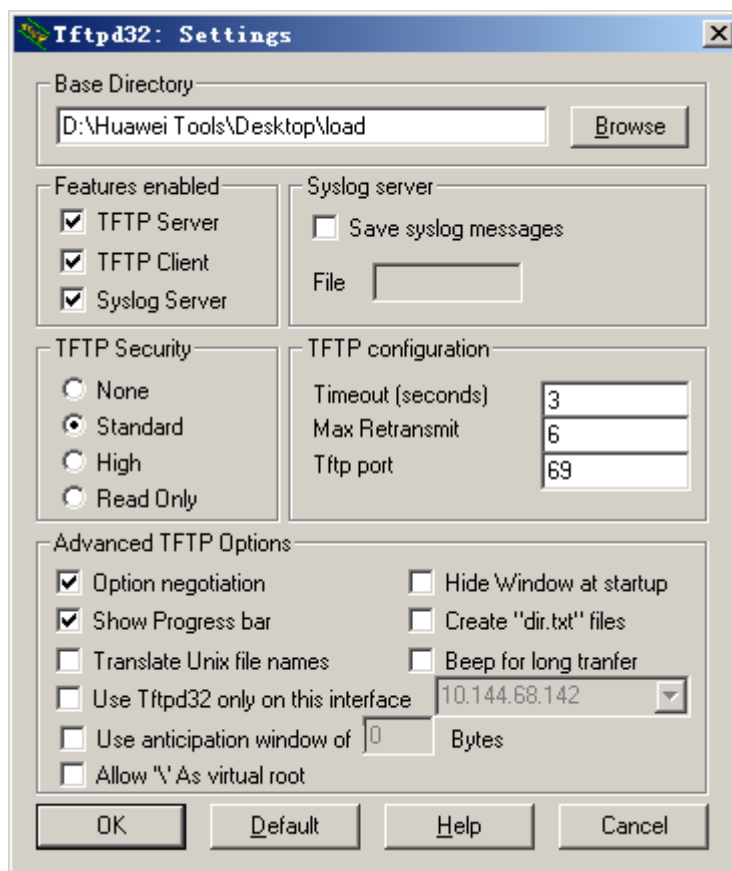 Tftpd32: Settings
Base Directory
D:\Huawei Tools\Desktop\load
Browse
Features enabled
TFTP Server
TFTP Client
Syslog Server
Syslog server
Save syslog messages
File
TFTP Security
None
Standard
High
Read Only
TFTP configuration
Timeout (seconds) 3
Max Retransmit 6
Tftp port 69
Advanced TFTP Options
Option negotiation
Hide Window at startup
Show Progress bar
Create "dir.txt" files
Translate Unix file names
Beep for long tranfer
Use Tftpd32 only on this interface 10.144.68.142
Use anticipation window of 0 Bytes
Allow '\' As virtual root
OK Default Help Cancel